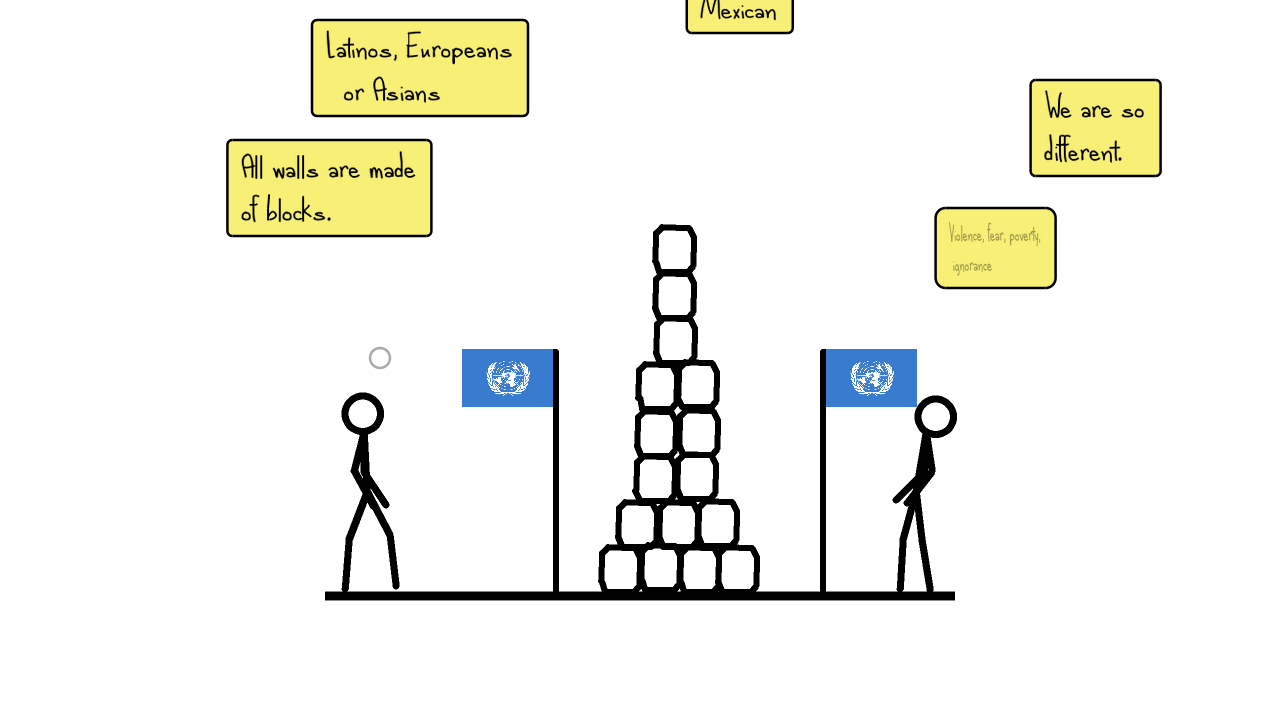 Mexican
Latinos, Europeans
or Asians
We are so
different.
All walls are made
of blocks.
Violence, fear, poverty,
ignorance